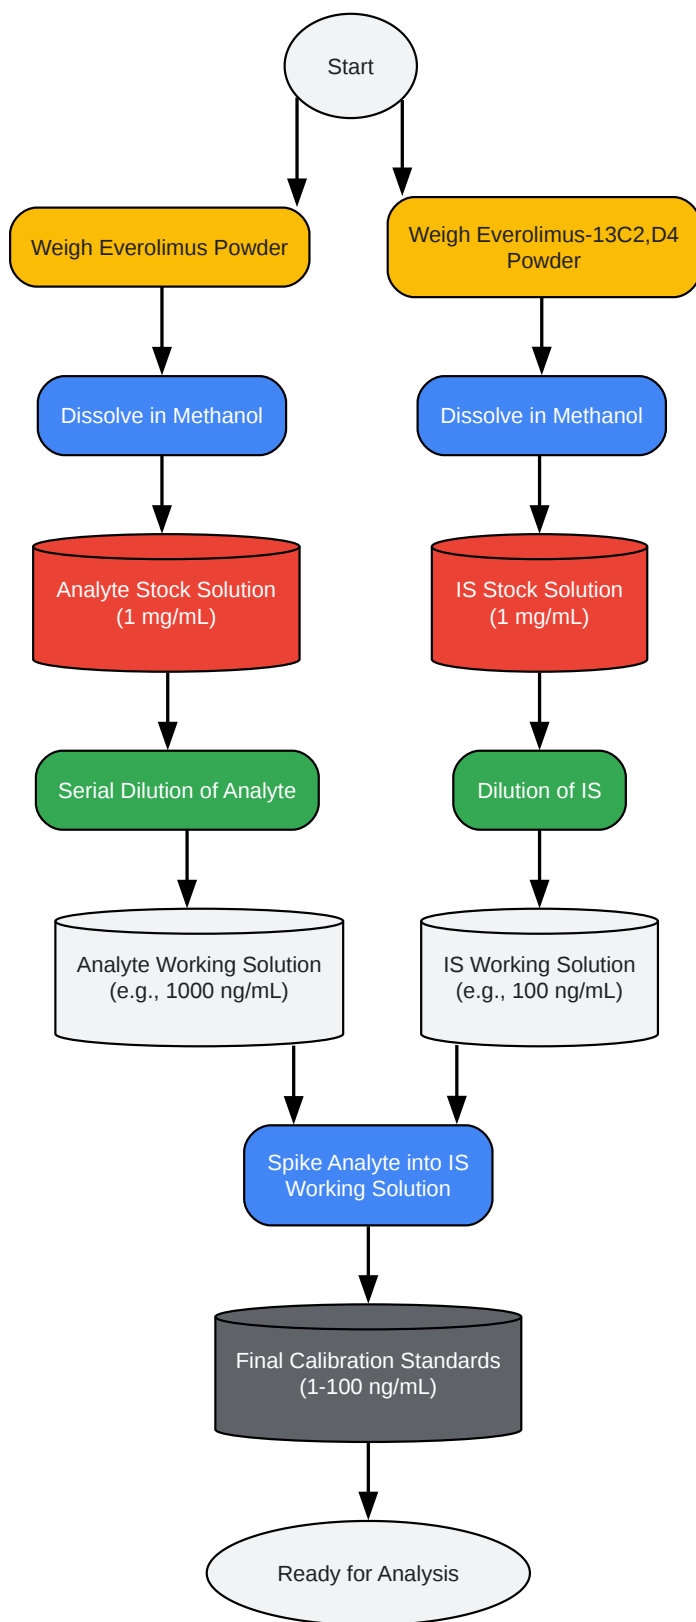 Start
Weigh Everolimus Powder
Weigh Everolimus-13C2,D4
Powder
Dissolve in Methanol
Dissolve in Methanol
Analyte Stock Solution
(1 mg/mL)
IS Stock Solution
(1 mg/mL)
Serial Dilution of Analyte
Dilution of IS
Analyte Working Solution
(e.g., 1000 ng/mL)
IS Working Solution
(e.g., 100 ng/mL)
Spike Analyte into IS
Working Solution
Final Calibration Standards
(1-100 ng/mL)
Ready for Analysis